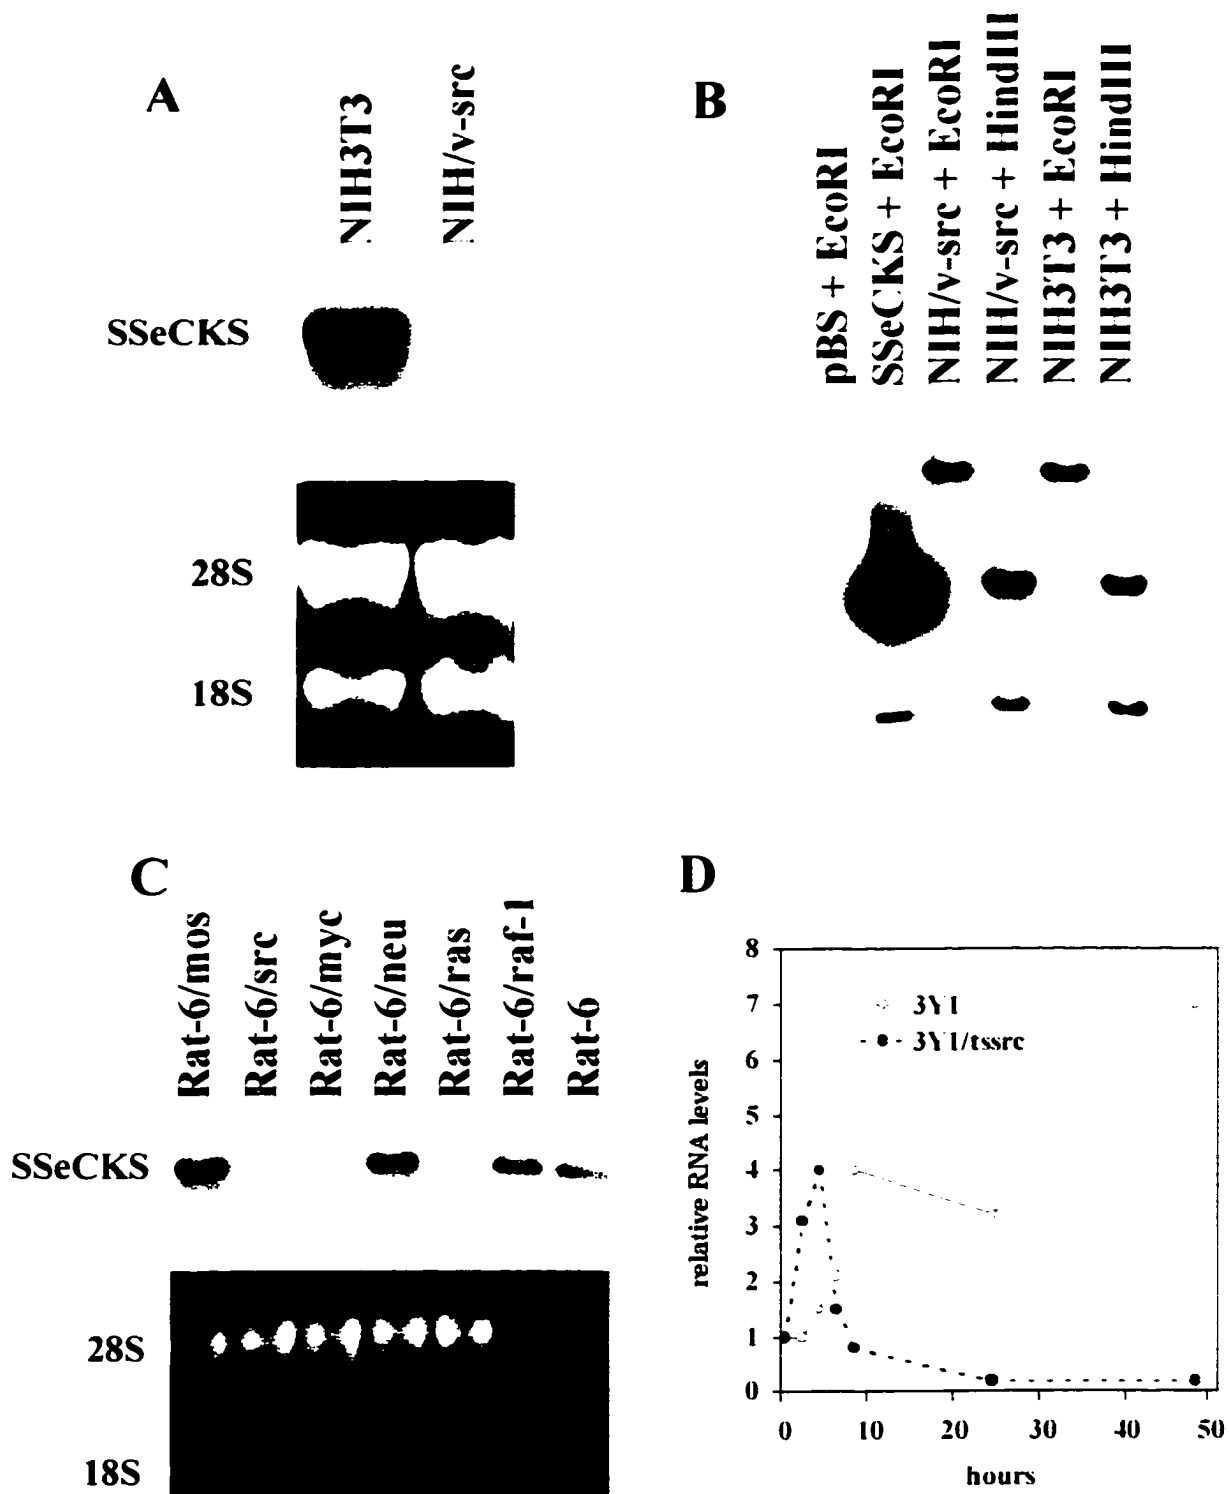 A
NIH3T3
NIH/v-src
SSeCKS
28S
18S
B
pBS + EcoRI
SSeCKS + EcoRI
NIH/v-src + EcoRI
NIH/v-src + HindIII
NIH3T3 + EcoRI
NIH3T3 + HindIII
C
Rat-6/mos
Rat-6/src
Rat-6/myc
Rat-6/neu
Rat-6/ras
Rat-6/raf-1
Rat-6
SSeCKS
28S
18S
D
8
7
6
5
4
3
2
1
0
relative RNA levels
3Y1
3Y1/tssrc
0 10 20 30 40 50
hours